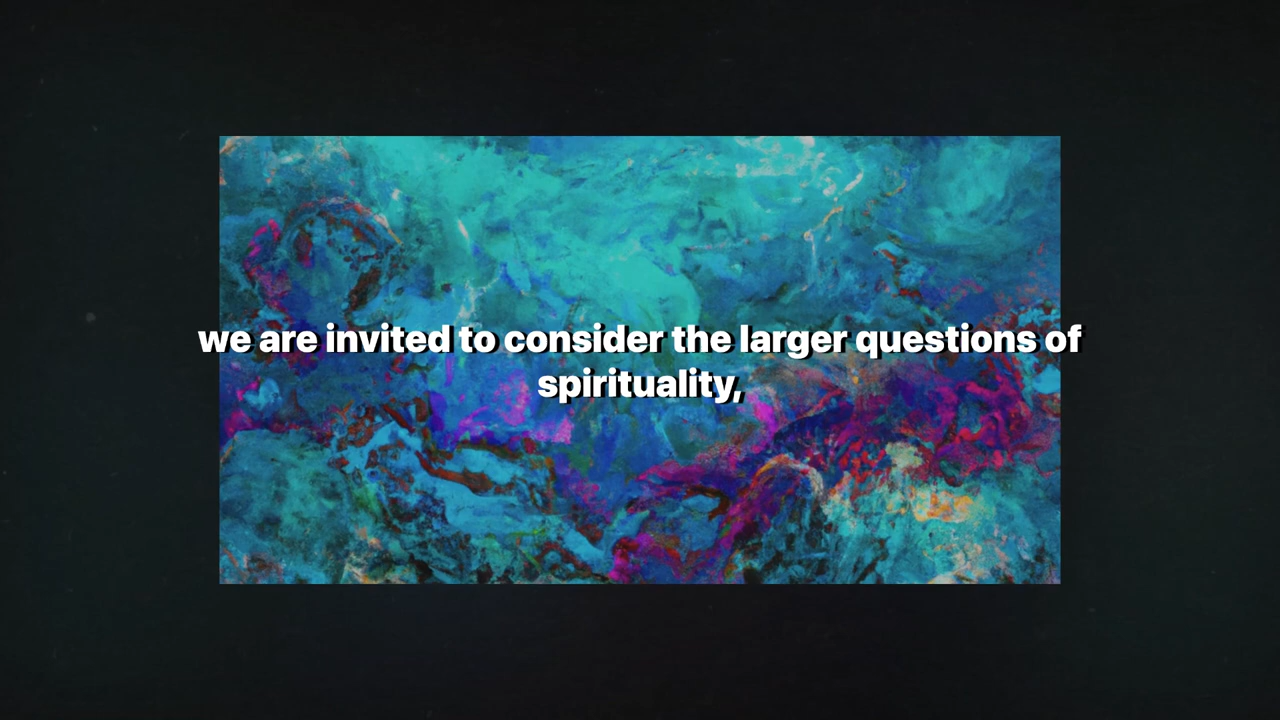 we are invited to consider the larger questions of
spirituality,